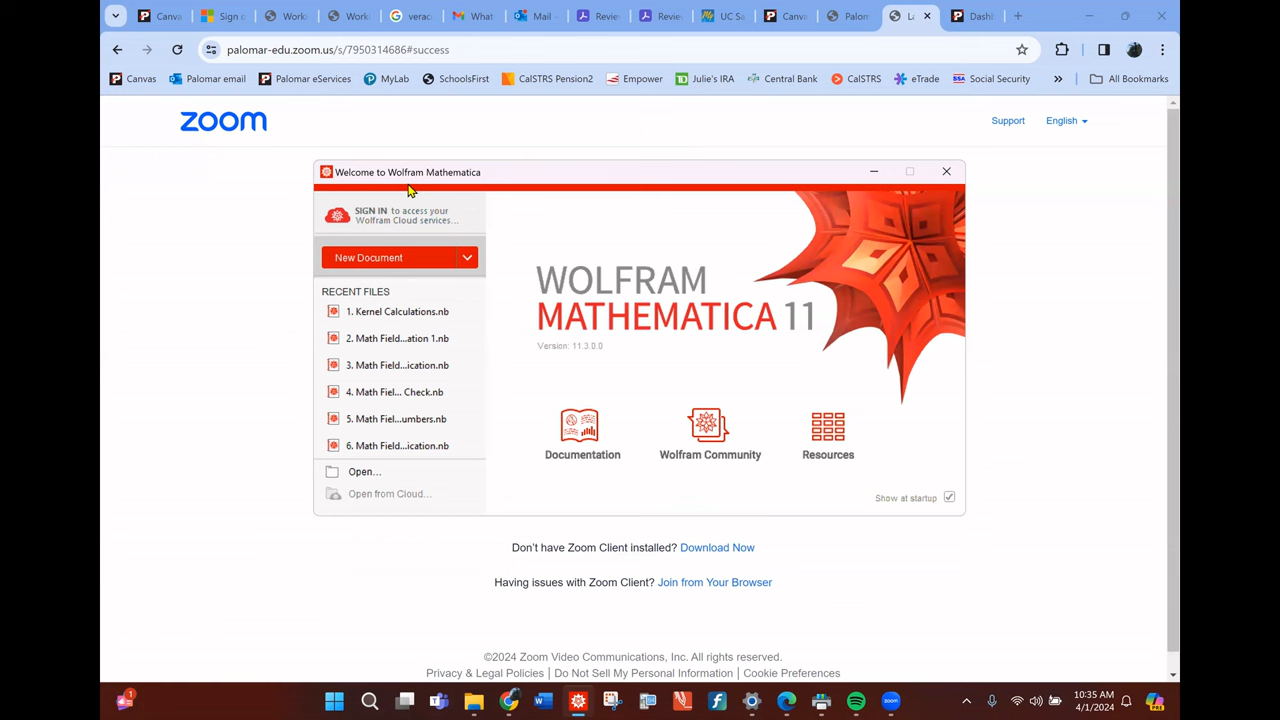 Canva
Sign o
Work
Work
verac
What
Mail -
Review
Review
UC Sa
Canva
Palom
La
Dashb
palomar-edu.zoom.us/s/7950314686#success
Canvas
Palomar email
Palomar eServices
MyLab
SchoolsFirst
CalSTRS Pension2
Empower
Julie's IRA
Central Bank
CalSTRS
eTrade
Social Security
All Bookmarks
zoom
Support
English
Welcome to Wolfram Mathematica
SIGN IN to access your
Wolfram Cloud services...
New Document
RECENT FILES
1. Kernel Calculations.nb
2. Math Field...ation 1.nb
3. Math Field...ication.nb
4. Math Fiel... Check.nb
5. Math Fiel...umbers.nb
6. Math Field...ication.nb
Open...
Open from Cloud...
WOLFRAM
MATHEMATICA 11
Version: 11.3.0.0
Documentation
Wolfram Community
Resources
Show at startup
Don't have Zoom Client installed? Download Now
Having issues with Zoom Client? Join from Your Browser
©2024 Zoom Video Communications, Inc. All rights reserved.
Privacy & Legal Policies | Do Not Sell My Personal Information | Cookie Preferences
10:35 AM
4/1/2024